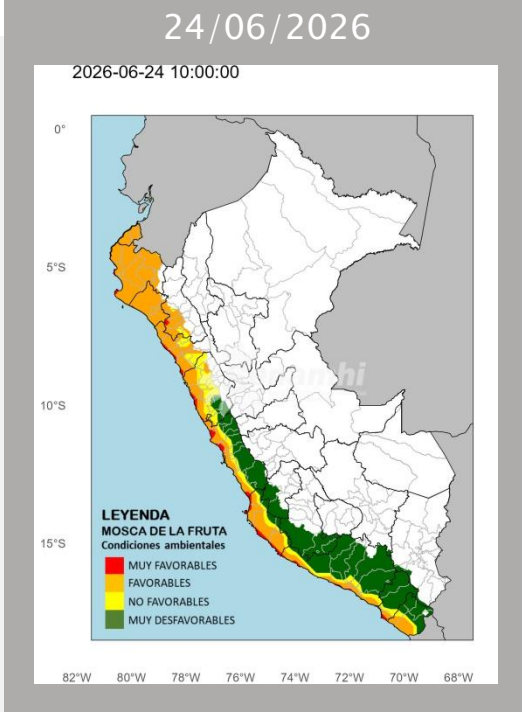 24/06/2026
2026-06-24 10:00:00
0°
5°S
10°S
15°S
LEYENDA
MOSCA DE LA FRUTA
Condiciones ambientales
MUY FAVORABLES
FAVORABLES
NO FAVORABLES
MUY DESFAVORABLES
82°W 80°W 78°W 76°W 74°W 72°W 70°W 68°W